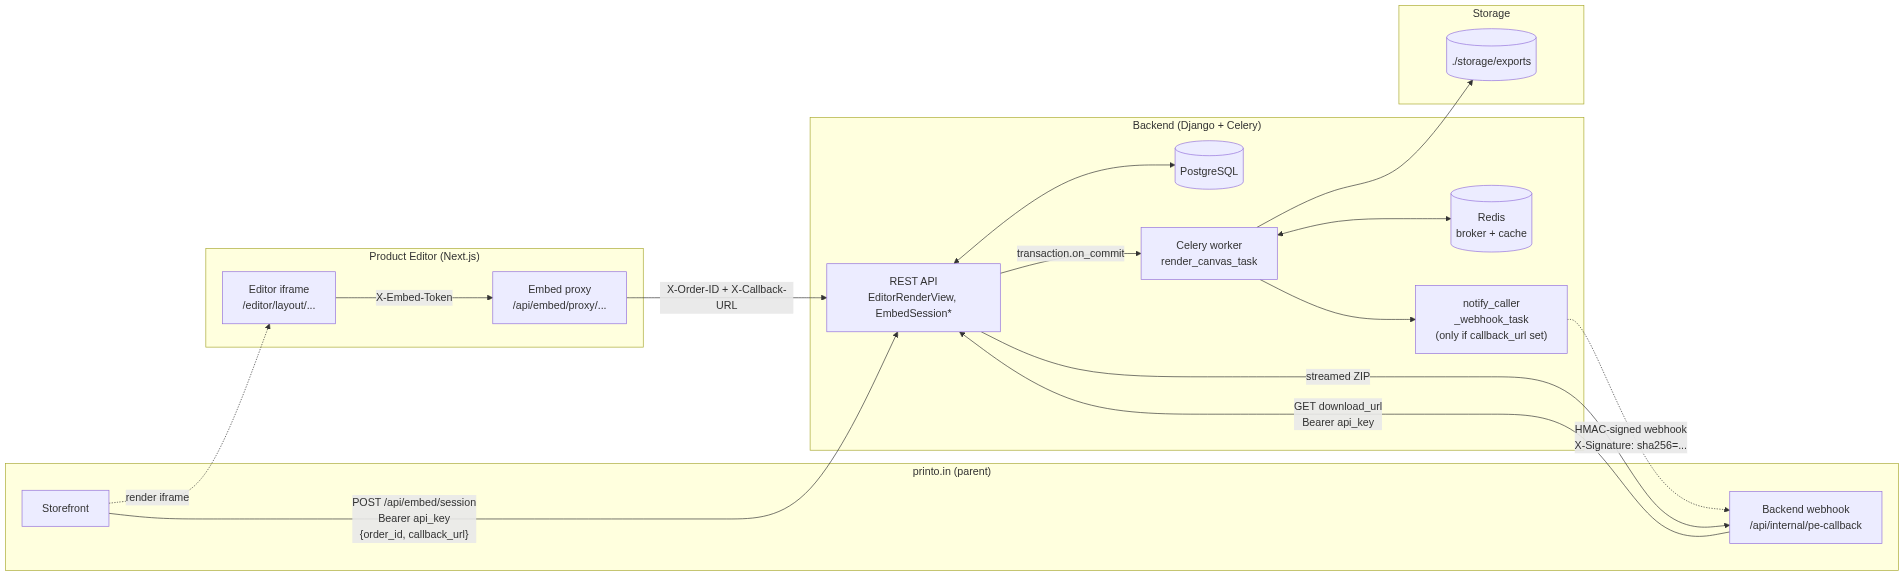 Storage
./storage/exports
Backend (Django + Celery)
PostgreSQL
Redis
broker + cache
Celery worker
render_canvas_task
transaction.on_commit
Product Editor (Next.js)
Editor iframe
/editor/layout/...
X-Embed-Token
Embed proxy
/api/embed/proxy/...
X-Order-ID + X-Callback-
URL
REST API
EditorRenderView,
EmbedSession*
notify_caller
_webhook_task
(only if callback_url set)
streamed ZIP
GET download_url
Bearer api_key
HMAC-signed webhook
X-Signature: sha256=...
printo.in (parent)
render iframe
Storefront
POST /api/embed/session
Bearer api_key
{order_id, callback_url}
Backend webhook
/api/internal/pe-callback